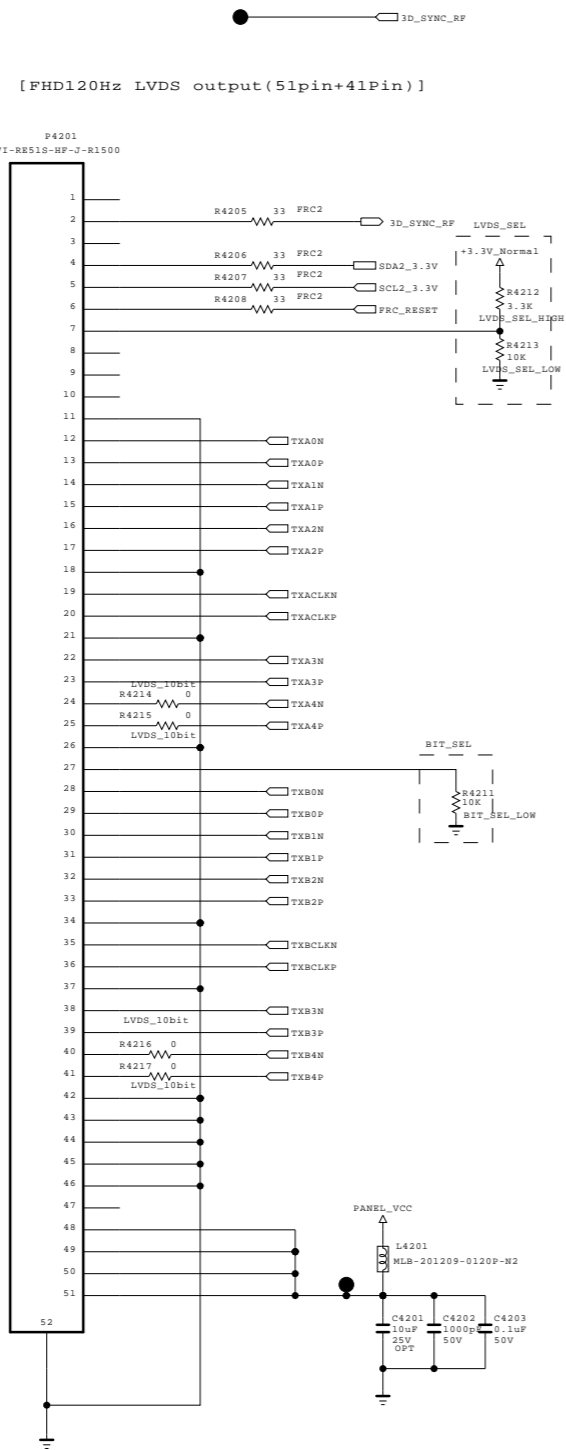 3D_SYNC_RF
[FHD120Hz LVDS output(51pin+41Pin)]
P4201
I-RE51S-HF-J-R1500
1
2 R4205 33 FRC2 3D_SYNC_RF
3
4 R4206 33 FRC2 SDA2_3.3V
5 R4207 33 FRC2 SCL2_3.3V
6 R4208 33 FRC2 FRC_RESET
7
LVDS_SEL
+3.3V_Normal
R4212
3.3K
LVDS_SEL_HIGH
R4213
10K
LVDS_SEL_LOW
8
9
10
11
12 TXA0N
13 TXA0P
14 TXA1N
15 TXA1P
16 TXA2N
17 TXA2P
18
19 TXACLKN
20 TXACLKP
21
22 TXA3N
23 TXA3P
LVDS_10bit
24 R4214 0 TXA4N
25 R4215 0 TXA4P
LVDS_10bit
26
27
BIT_SEL
R4211
10K
BIT_SEL_LOW
28 TXB0N
29 TXB0P
30 TXB1N
31 TXB1P
32 TXB2N
33 TXB2P
34
35 TXBCLKN
36 TXBCLKP
37
38 TXB3N
LVDS_10bit
39 TXB3P
40 R4216 0 TXB4N
41 R4217 0 TXB4P
LVDS_10bit
42
43
44
45
46
47
48
49
50
51
52
PANEL_VCC
L4201
MLB-201209-0120P-N2
C4201
10uF
25V
OPT
C4202
1000pF
50V
C4203
0.1uF
50V